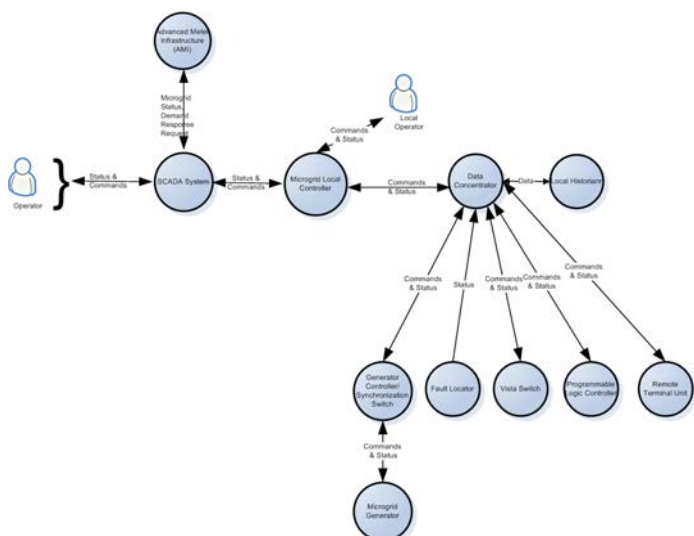 Advanced Meter
Infrastructure
(AMI)
Microgrid
Status,
Demand
Response
Request
Local
Operator
Commands
& Status
Operator
Status &
Commands
SCADA System
Status &
Commands
Microgrid Local
Controller
Commands
& Status
Data
Concentrator
Data
Local Historian
Commands
& Status
Status
Commands
& Status
Commands
& Status
Commands
& Status
Generator
Controller/
Synchronization
Switch
Fault Locator
Vista Switch
Programmable
Logic Controller
Remote
Terminal Unit
Commands
& Status
Microgrid
Generator